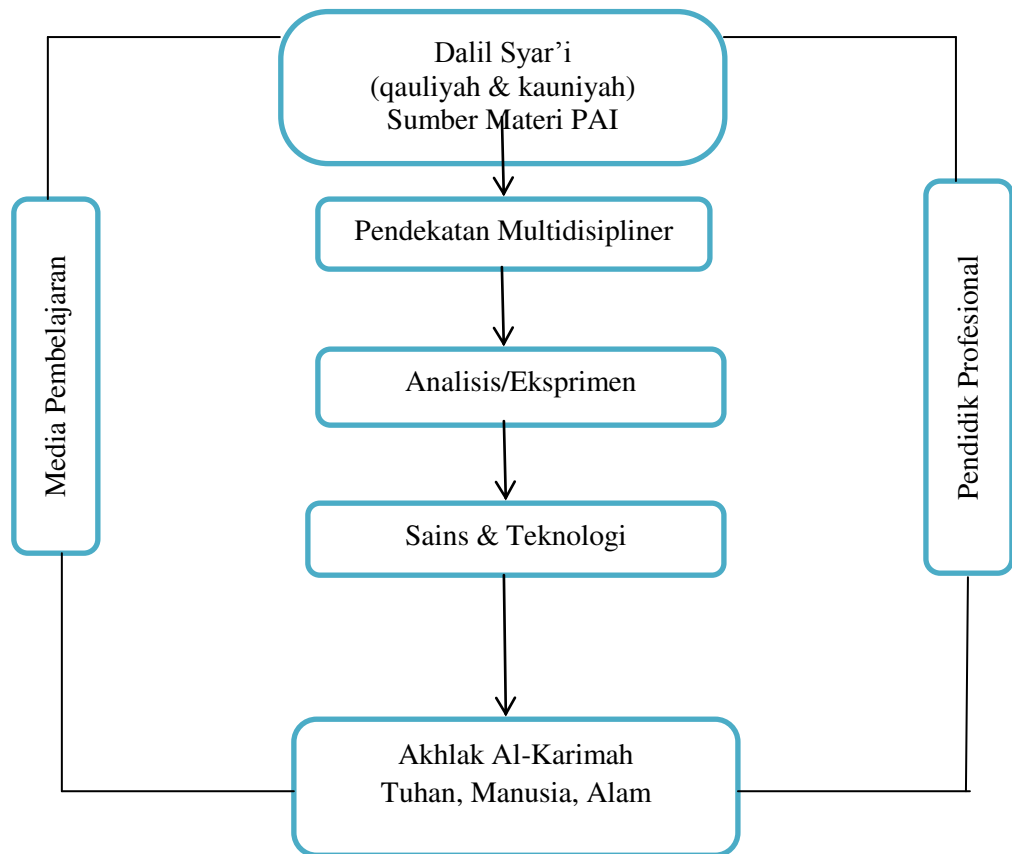 Dalil Syar’i
(qauliyah & kauniyah)
Sumber Materi PAI
Pendekatan Multidisipliner
Media Pembelajaran
Pendidik Profesional
Analisis/Eksprimen
Sains & Teknologi
Akhlak Al-Karimah
Tuhan, Manusia, Alam